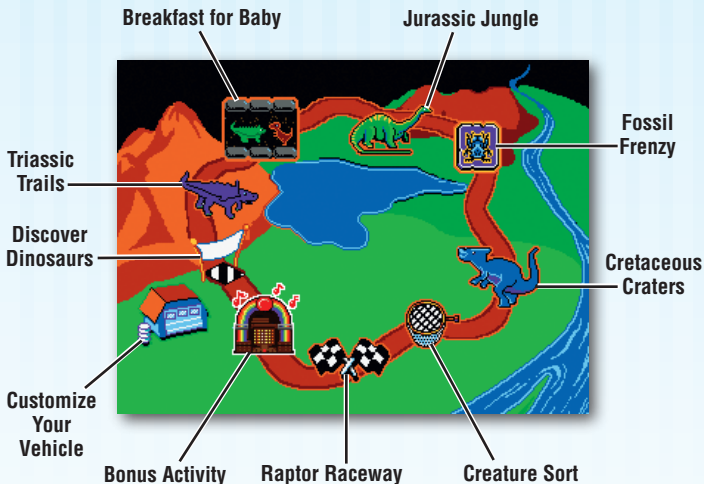 Breakfast for Baby
Jurassic Jungle
Fossil
Frenzy
Triassic
Trails
Discover
Dinosaurs
Cretaceous
Craters
Customize
Your
Vehicle
Bonus Activity
Raptor Raceway
Creature Sort